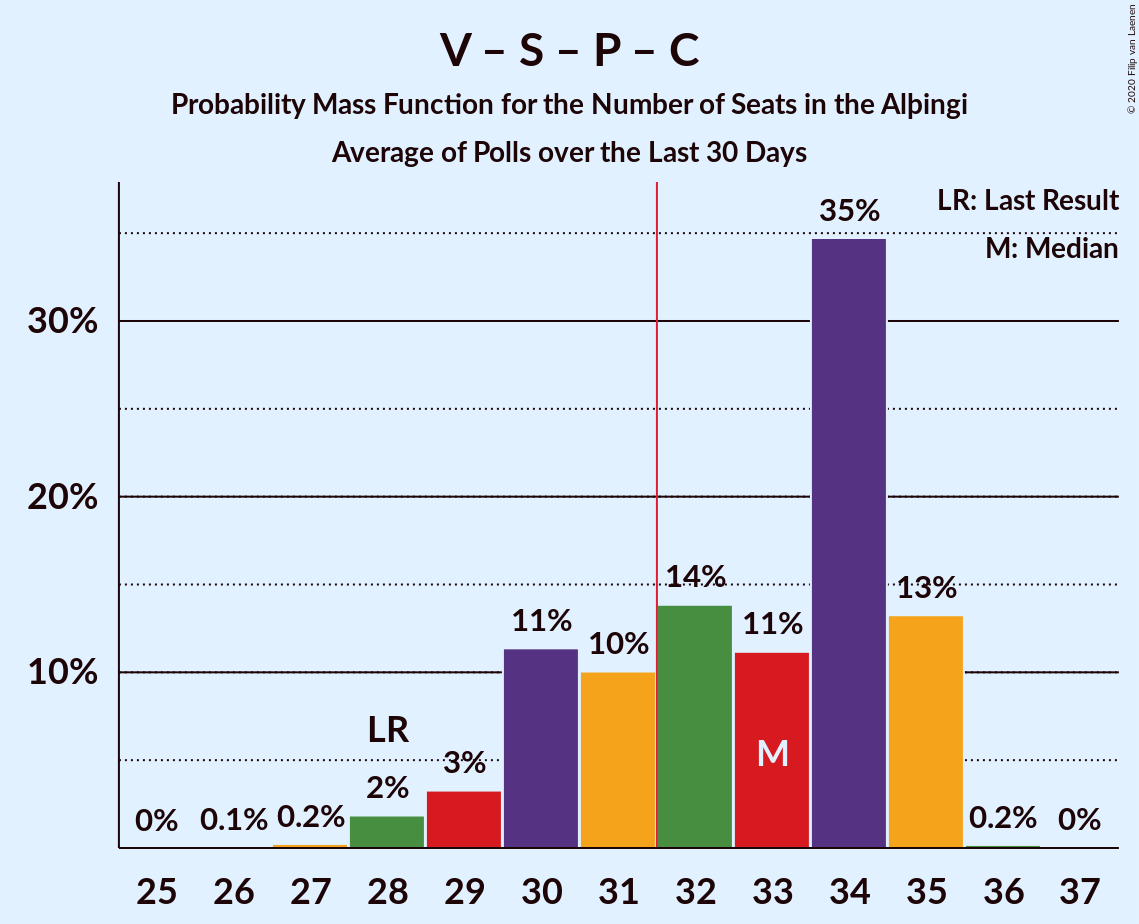 V – S – P – C
Probability Mass Function for the Number of Seats in the Alþingi
Average of Polls over the Last 30 Days
© 2020 Filip van Laenen
LR: Last Result
M: Median
30%
20%
10%
0%
0.1%
0.2%
LR
2%
3%
11%
10%
14%
11%
M
35%
13%
0.2%
0%
25 26 27 28 29 30 31 32 33 34 35 36 37